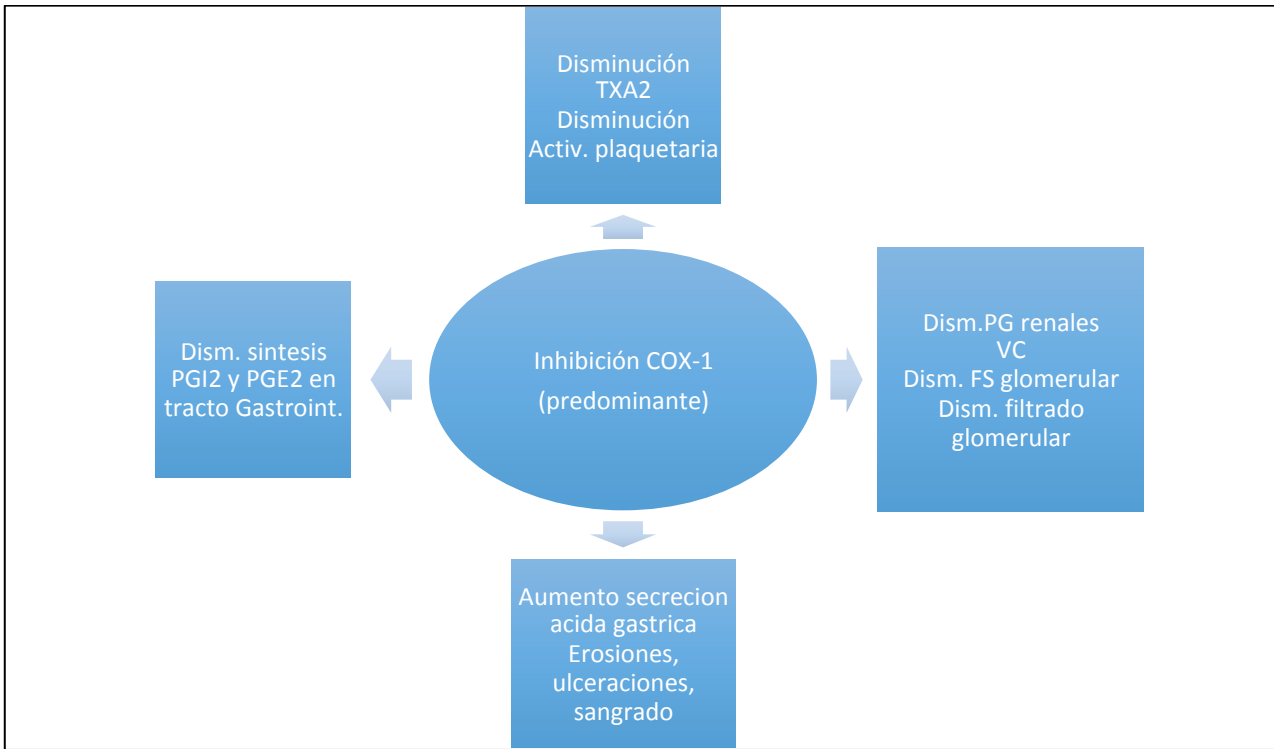 Disminución
TXA2
Disminución
Activ. plaquetaria
Dism. sintesis
PGI2 y PGE2 en
tracto Gastroint.
Inhibición COX-1
(predominante)
Dism.PG renales
VC
Dism. FS glomerular
Dism. filtrado
glomerular
Aumento secrecion
acida gastrica
Erosiones,
ulceraciones,
sangrado